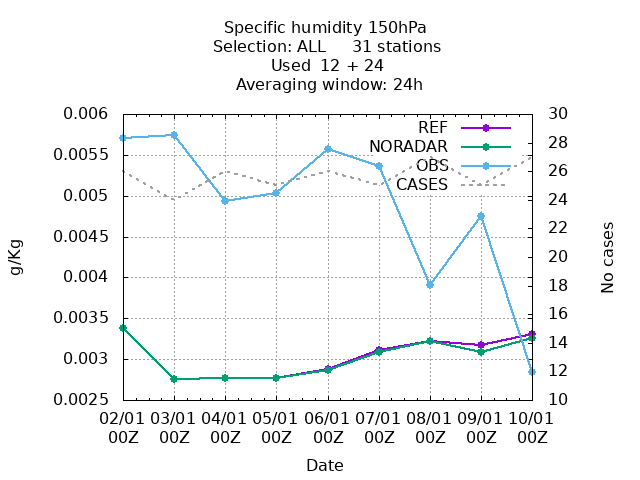 Specific humidity 150hPa
Selection: ALL 31 stations
Used 12 + 24
Averaging window: 24h
0.006
0.0055
0.005
0.0045
0.004
0.0035
0.003
0.0025
g/Kg
REF
NORADAR
OBS
CASES
30
28
26
24
22
20
18
16
14
12
10
No cases
02/01 03/01 04/01 05/01 06/01 07/01 08/01 09/01 10/01
00Z 00Z 00Z 00Z 00Z 00Z 00Z 00Z 00Z
Date